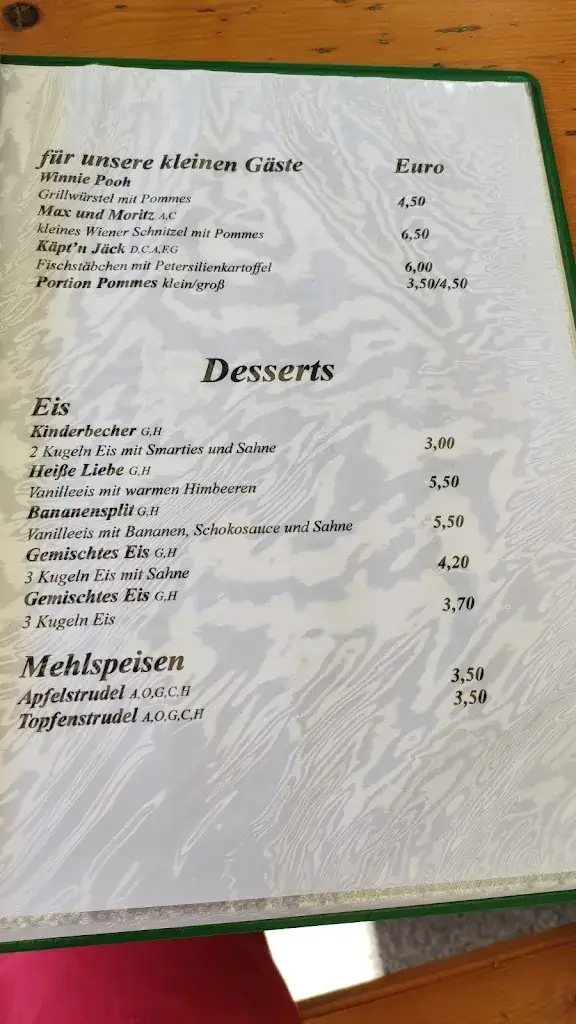 für unsere kleinen Gäste Euro
Winnie Pooh
Grillwürstel mit Pommes 4,50
Max und Moritz A,C
kleines Wiener Schnitzel mit Pommes 6,50
Käpt'n Jäck D,C,A,F,G
Fischstäbchen mit Petersilienkartoffel 6,00
Portion Pommes klein/groß 3,50/4,50
Desserts
Eis
Kinderbecher G,H
2 Kugeln Eis mit Smarties und Sahne 3,00
Heiße Liebe G,H
Vanilleeis mit warmen Himbeeren 5,50
Bananensplit G,H
Vanilleeis mit Bananen, Schokosauce und Sahne 5,50
Gemischtes Eis G,H
3 Kugeln Eis mit Sahne 4,20
Gemischtes Eis G,H
3 Kugeln Eis 3,70
Mehlspeisen
Apfelstrudel A,O,G,C,H 3,50
Topfenstrudel A,O,G,C,H 3,50